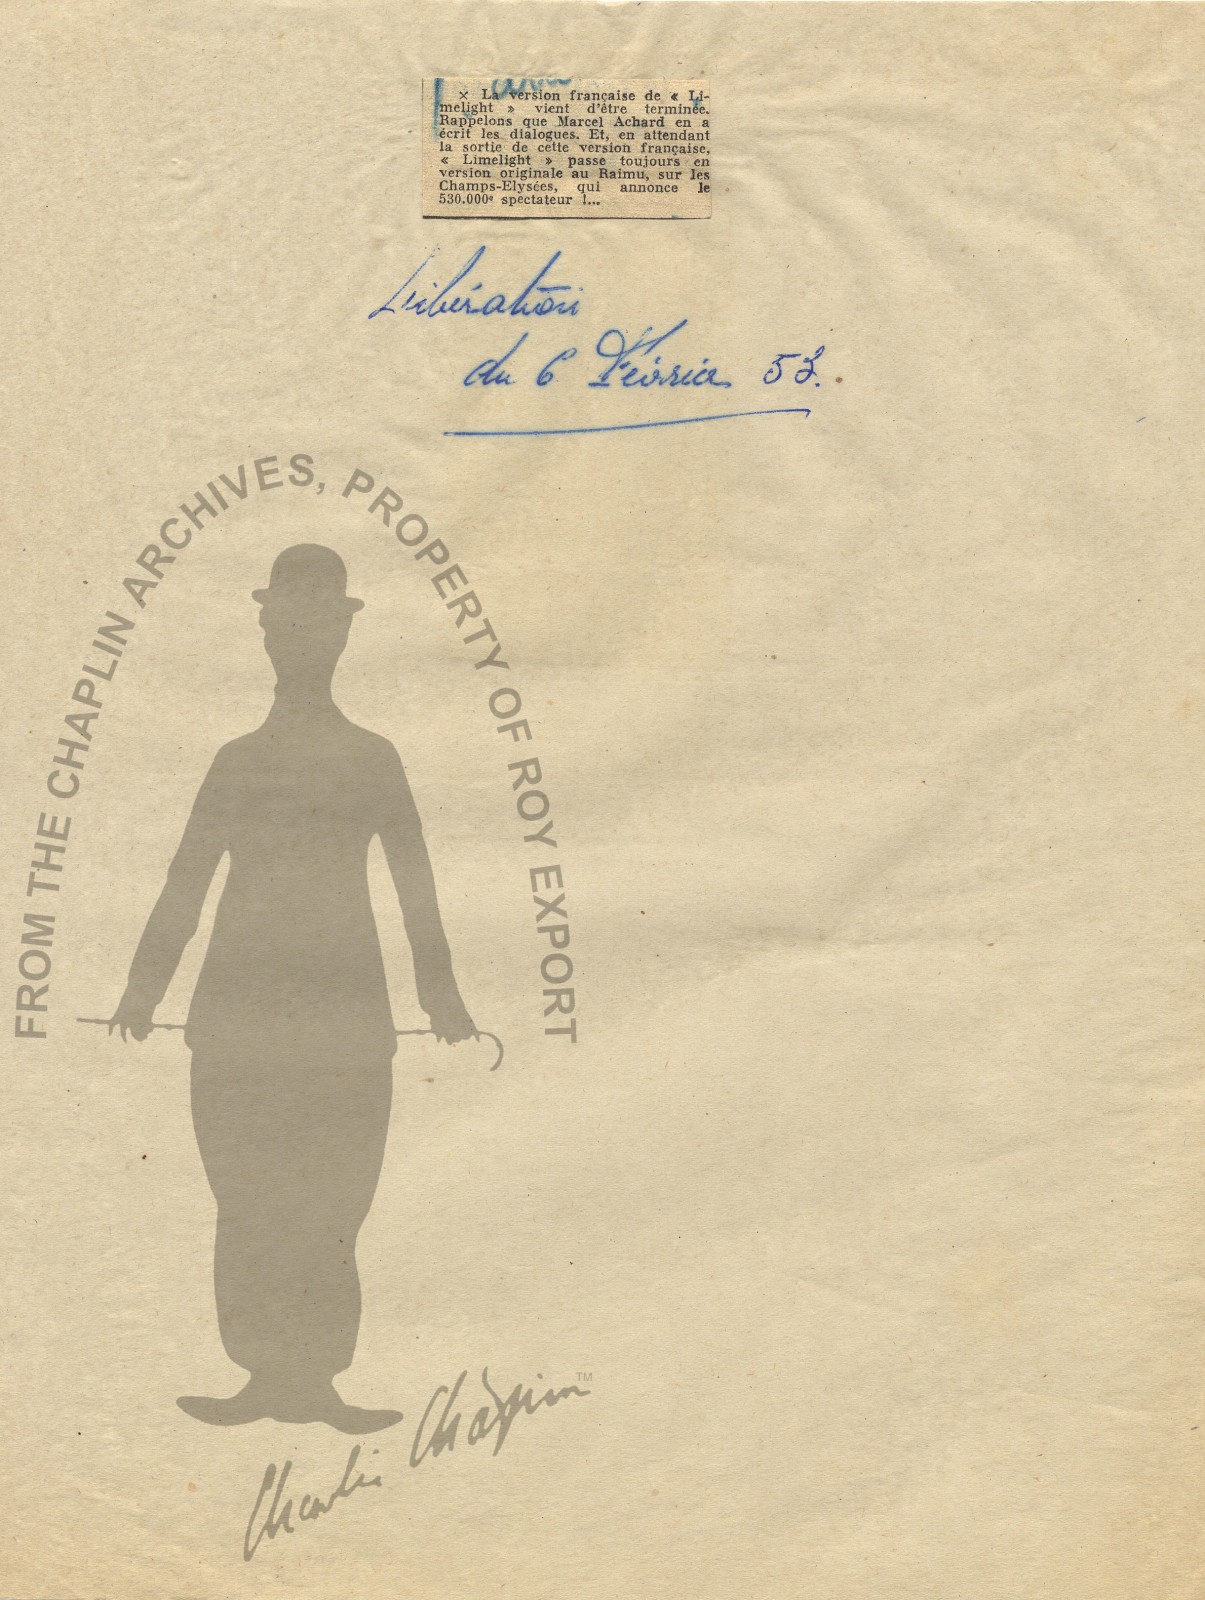 × La version française de « Li-
melight » vient d'être terminée.
Rappelons que Marcel Achard en a
écrit les dialogues. Et, en attendant
la sortie de cette version française,
« Limelight » passe toujours en
version originale au Raimu, sur les
Champs-Elysées, qui annonce le
530.000e spectateur !...
Libération
du 6 Février 53.
FROM THE CHAPLIN ARCHIVES, PROPERTY OF ROY EXPORT
Charlie Chaplin TM